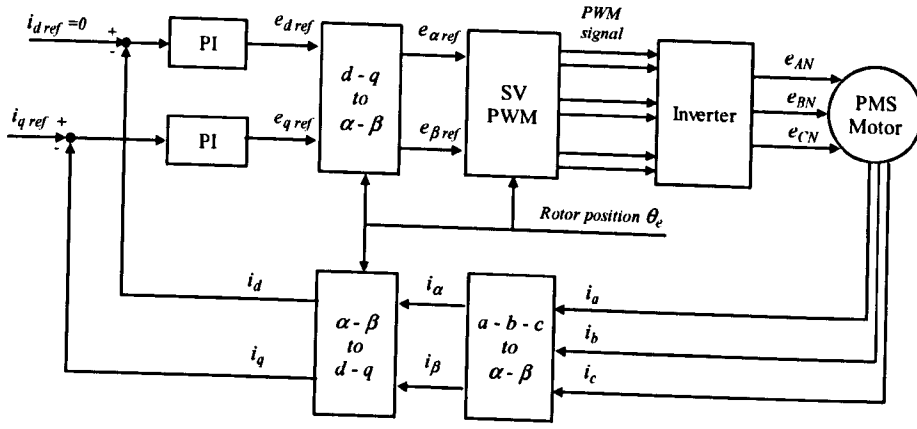 i_d ref =0
+
-
PI
e_d ref
d - q
to
α - β
e_α ref
SV
PWM
PWM
signal
Inverter
e_AN
e_BN
e_CN
PMS
Motor
i_q ref
+
-
PI
e_q ref
e_β ref
Rotor position θ_e
i_d
i_q
α - β
to
d - q
i_α
i_β
a - b - c
to
α - β
i_a
i_b
i_c